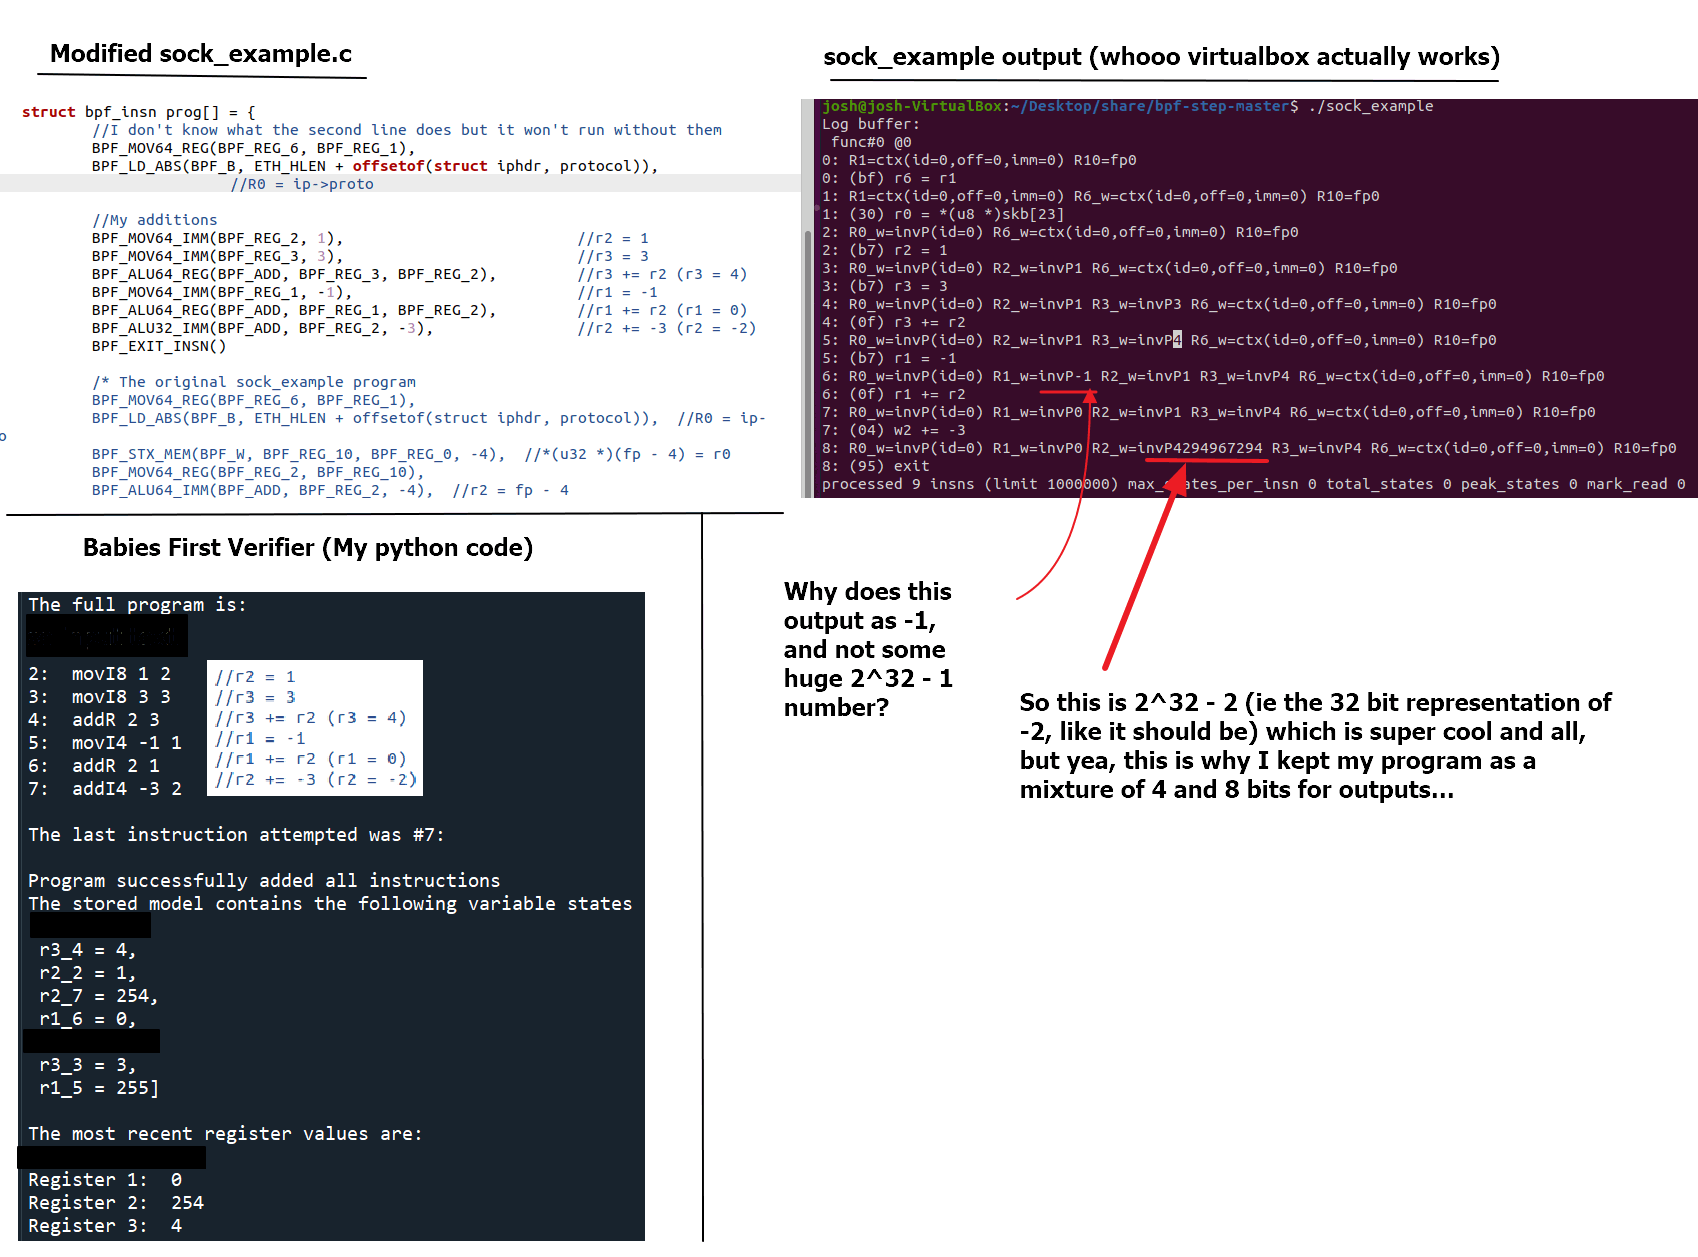 Modified sock_example.c
struct bpf_insn prog[] = {
//I don't know what the second line does but it won't run without them
BPF_MOV64_REG(BPF_REG_6, BPF_REG_1),
BPF_LD_ABS(BPF_B, ETH_HLEN + offsetof(struct iphdr, protocol)),
//R0 = ip->proto
//My additions
BPF_MOV64_IMM(BPF_REG_2, 1), //r2 = 1
BPF_MOV64_IMM(BPF_REG_3, 3), //r3 = 3
BPF_ALU64_REG(BPF_ADD, BPF_REG_3, BPF_REG_2), //r3 += r2 (r3 = 4)
BPF_MOV64_IMM(BPF_REG_1, -1), //r1 = -1
BPF_ALU64_REG(BPF_ADD, BPF_REG_1, BPF_REG_2), //r1 += r2 (r1 = 0)
BPF_ALU32_IMM(BPF_ADD, BPF_REG_2, -3), //r2 += -3 (r2 = -2)
BPF_EXIT_INSN()
/* The original sock_example program
BPF_MOV64_REG(BPF_REG_6, BPF_REG_1),
BPF_LD_ABS(BPF_B, ETH_HLEN + offsetof(struct iphdr, protocol)), //R0 = ip-
o
BPF_STX_MEM(BPF_W, BPF_REG_10, BPF_REG_0, -4), //*(u32 *)(fp - 4) = r0
BPF_MOV64_REG(BPF_REG_2, BPF_REG_10),
BPF_ALU64_IMM(BPF_ADD, BPF_REG_2, -4), //r2 = fp - 4
sock_example output (whooo virtualbox actually works)
josh@josh-VirtualBox:~/Desktop/share/bpf-step-master$ ./sock_example
Log buffer:
func#0 @0
0: R1=ctx(id=0,off=0,imm=0) R10=fp0
0: (bf) r6 = r1
1: R1=ctx(id=0,off=0,imm=0) R6_w=ctx(id=0,off=0,imm=0) R10=fp0
1: (30) r0 = *(u8 *)skb[23]
2: R0_w=invP(id=0) R6_w=ctx(id=0,off=0,imm=0) R10=fp0
2: (b7) r2 = 1
3: R0_w=invP(id=0) R2_w=invP1 R6_w=ctx(id=0,off=0,imm=0) R10=fp0
3: (b7) r3 = 3
4: R0_w=invP(id=0) R2_w=invP1 R3_w=invP3 R6_w=ctx(id=0,off=0,imm=0) R10=fp0
4: (0f) r3 += r2
5: R0_w=invP(id=0) R2_w=invP1 R3_w=invP4 R6_w=ctx(id=0,off=0,imm=0) R10=fp0
5: (b7) r1 = -1
6: R0_w=invP(id=0) R1_w=invP-1 R2_w=invP1 R3_w=invP4 R6_w=ctx(id=0,off=0,imm=0) R10=fp0
6: (0f) r1 += r2
7: R0_w=invP(id=0) R1_w=invP0 R2_w=invP1 R3_w=invP4 R6_w=ctx(id=0,off=0,imm=0) R10=fp0
7: (04) w2 += -3
8: R0_w=invP(id=0) R1_w=invP0 R2_w=invP4294967294 R3_w=invP4 R6_w=ctx(id=0,off=0,imm=0) R10=fp0
8: (95) exit
processed 9 insns (limit 1000000) max_states_per_insn 0 total_states 0 peak_states 0 mark_read 0
Babies First Verifier (My python code)
The full program is:
2: movI8 1 2 //r2 = 1
3: movI8 3 3 //r3 = 3
4: addR 2 3 //r3 += r2 (r3 = 4)
5: movI4 -1 1 //r1 = -1
6: addR 2 1 //r1 += r2 (r1 = 0)
7: addI4 -3 2 //r2 += -3 (r2 = -2)
The last instruction attempted was #7:
Program successfully added all instructions
The stored model contains the following variable states
r3_4 = 4,
r2_2 = 1,
r2_7 = 254,
r1_6 = 0,
r3_3 = 3,
r1_5 = 255]
The most recent register values are:
Register 1: 0
Register 2: 254
Register 3: 4
Why does this
output as -1,
and not some
huge 2^32 - 1
number?
So this is 2^32 - 2 (ie the 32 bit representation of
-2, like it should be) which is super cool and all,
but yea, this is why I kept my program as a
mixture of 4 and 8 bits for outputs...